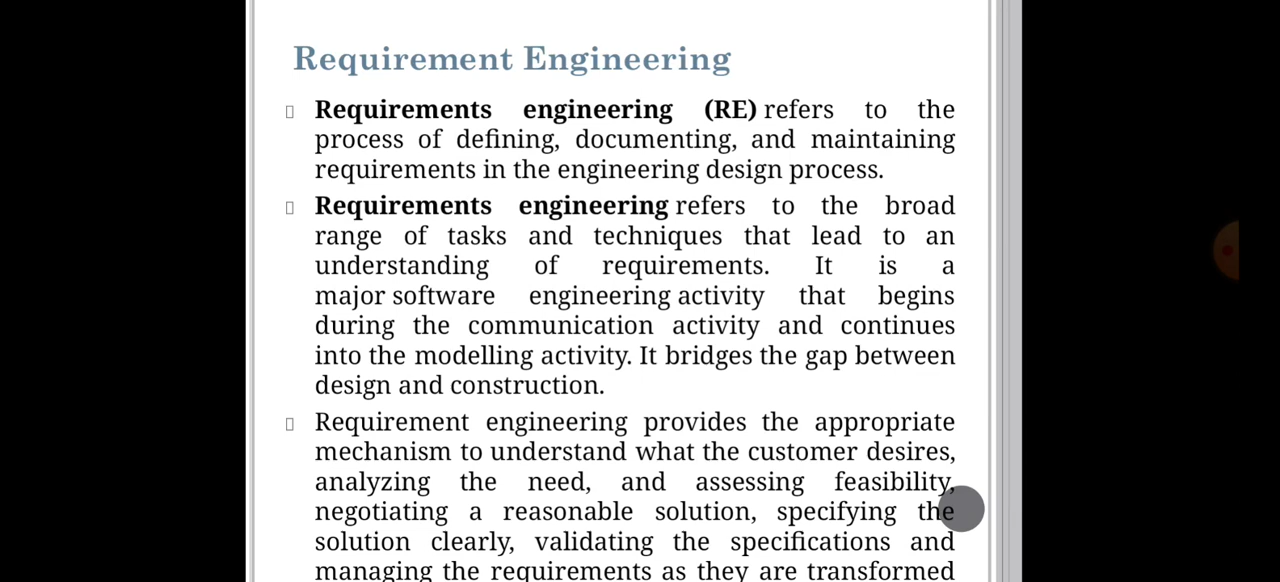 Requirement Engineering
Requirements engineering (RE) refers to the
process of defining, documenting, and maintaining
requirements in the engineering design process.
Requirements engineering refers to the broad
range of tasks and techniques that lead to an
understanding of requirements. It is a
major software engineering activity that begins
during the communication activity and continues
into the modelling activity. It bridges the gap between
design and construction.
Requirement engineering provides the appropriate
mechanism to understand what the customer desires,
analyzing the need, and assessing feasibility,
negotiating a reasonable solution, specifying the
solution clearly, validating the specifications and
managing the requirements as they are transformed